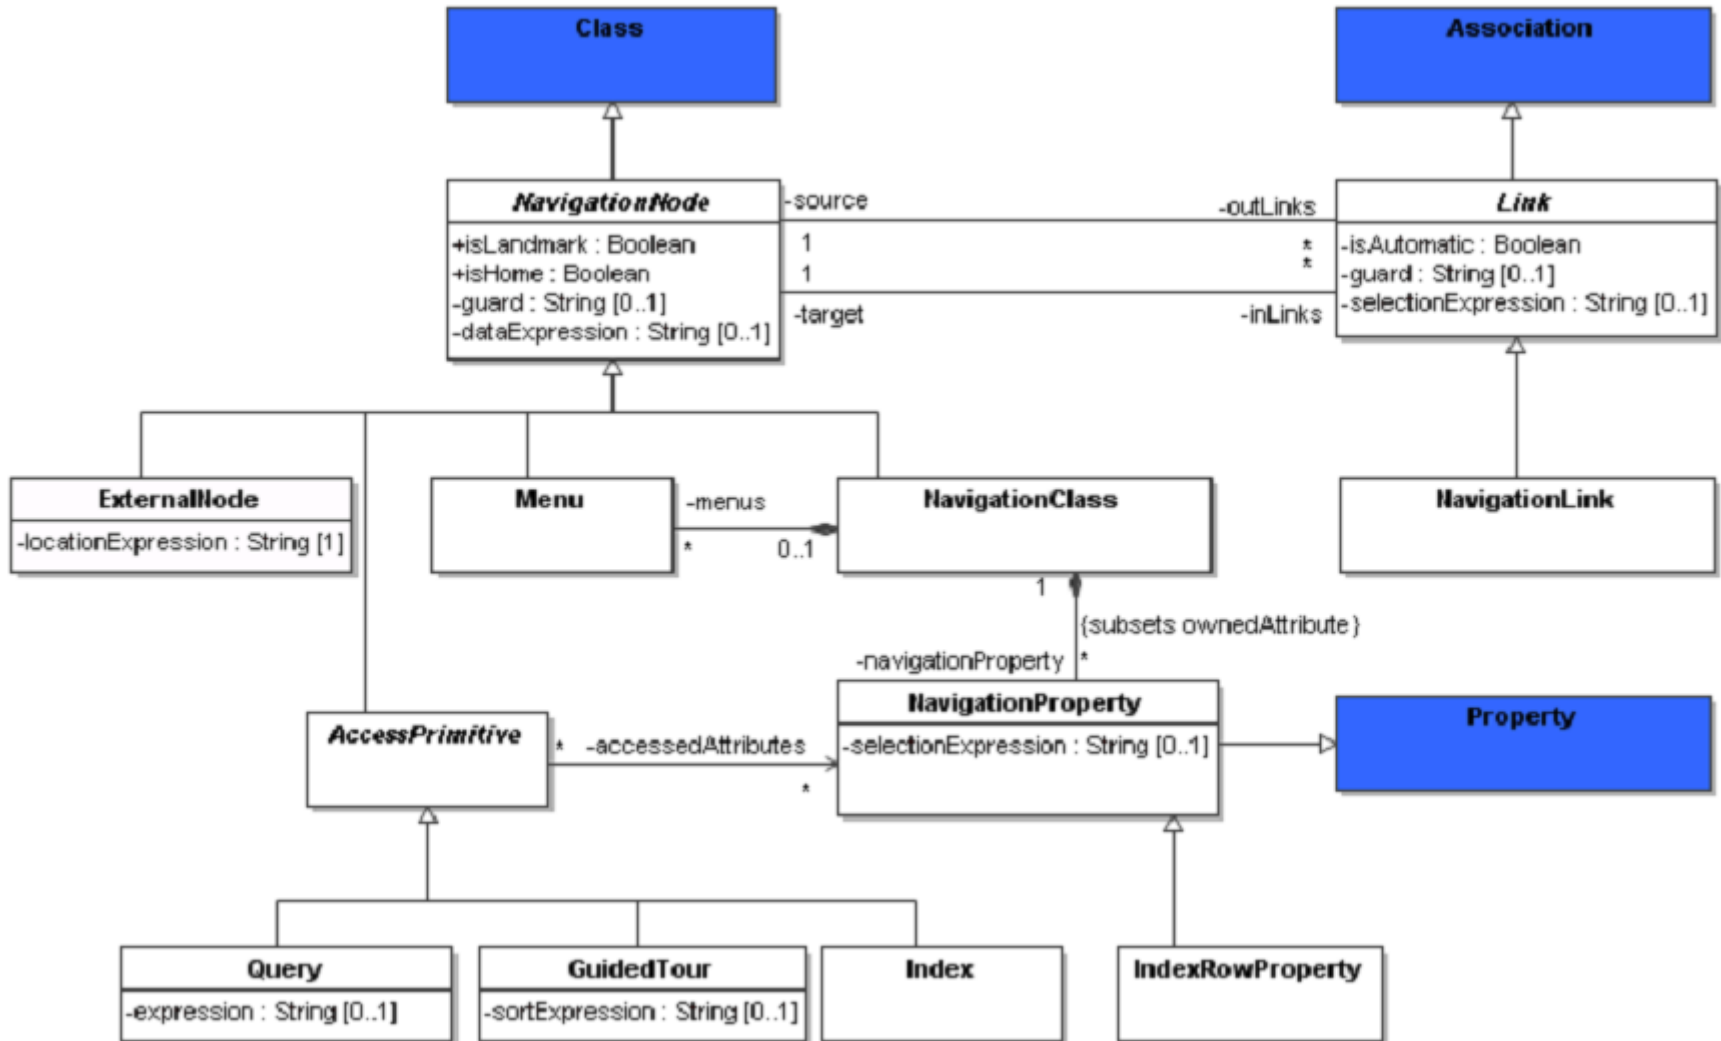 Class
Association
NavigationNode
+isLandmark : Boolean
+isHome : Boolean
-guard : String [0..1]
-dataExpression : String [0..1]
-source
-outLinks
1
*
1
*
-target
-inLinks
Link
-isAutomatic : Boolean
-guard : String [0..1]
-selectionExpression : String [0..1]
ExternalNode
-locationExpression : String [1]
Menu
-menus
*
0..1
NavigationClass
NavigationLink
1
{subsets ownedAttribute}
-navigationProperty
*
AccessPrimitive
*
-accessedAttributes
*
NavigationProperty
-selectionExpression : String [0..1]
Property
Query
-expression : String [0..1]
GuidedTour
-sortExpression : String [0..1]
Index
IndexRowProperty